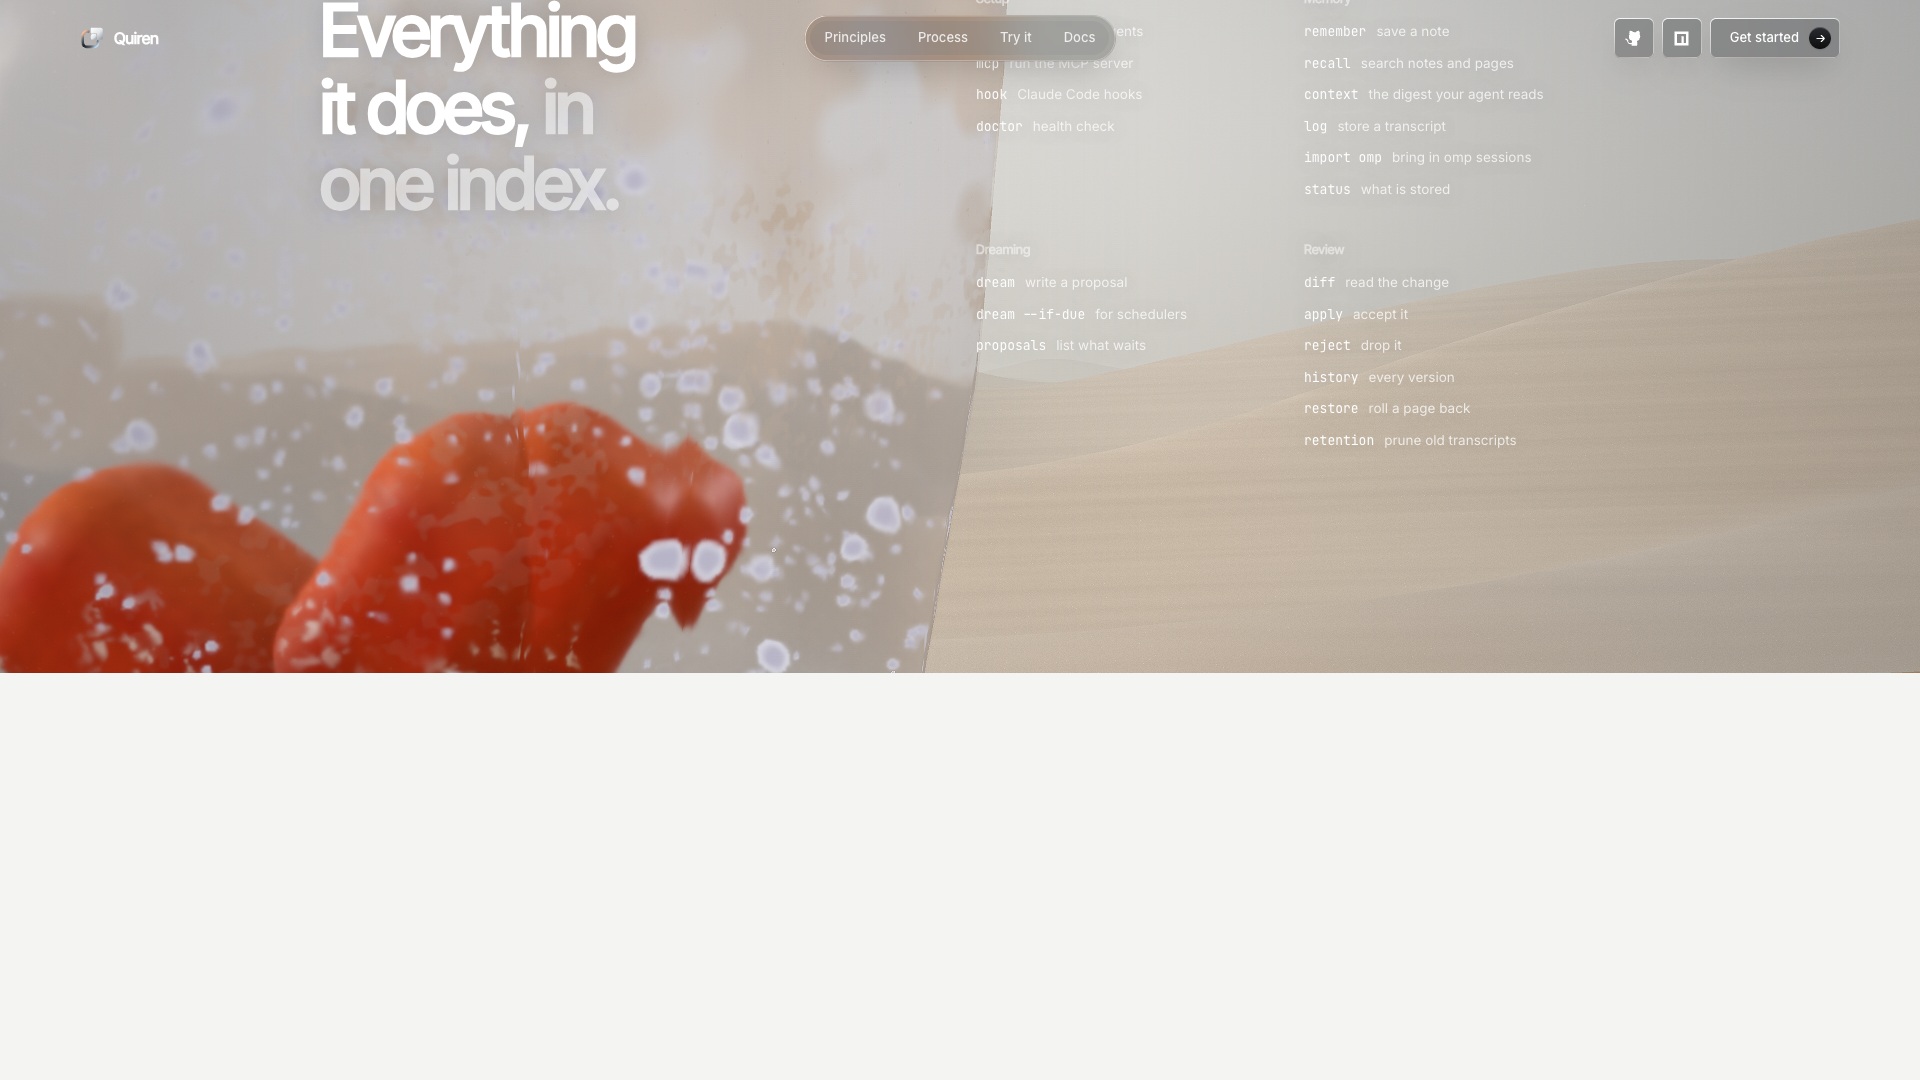 Quiren
Principles
Process
Try it
Docs
Get started
Everything
it does, in
one index.
mcp run the MCP server
hook Claude Code hooks
doctor health check
Memory
remember save a note
recall search notes and pages
context the digest your agent reads
log store a transcript
import omp bring in omp sessions
status what is stored
Dreaming
dream write a proposal
dream --if-due for schedulers
proposals list what waits
Review
diff read the change
apply accept it
reject drop it
history every version
restore roll a page back
retention prune old transcripts